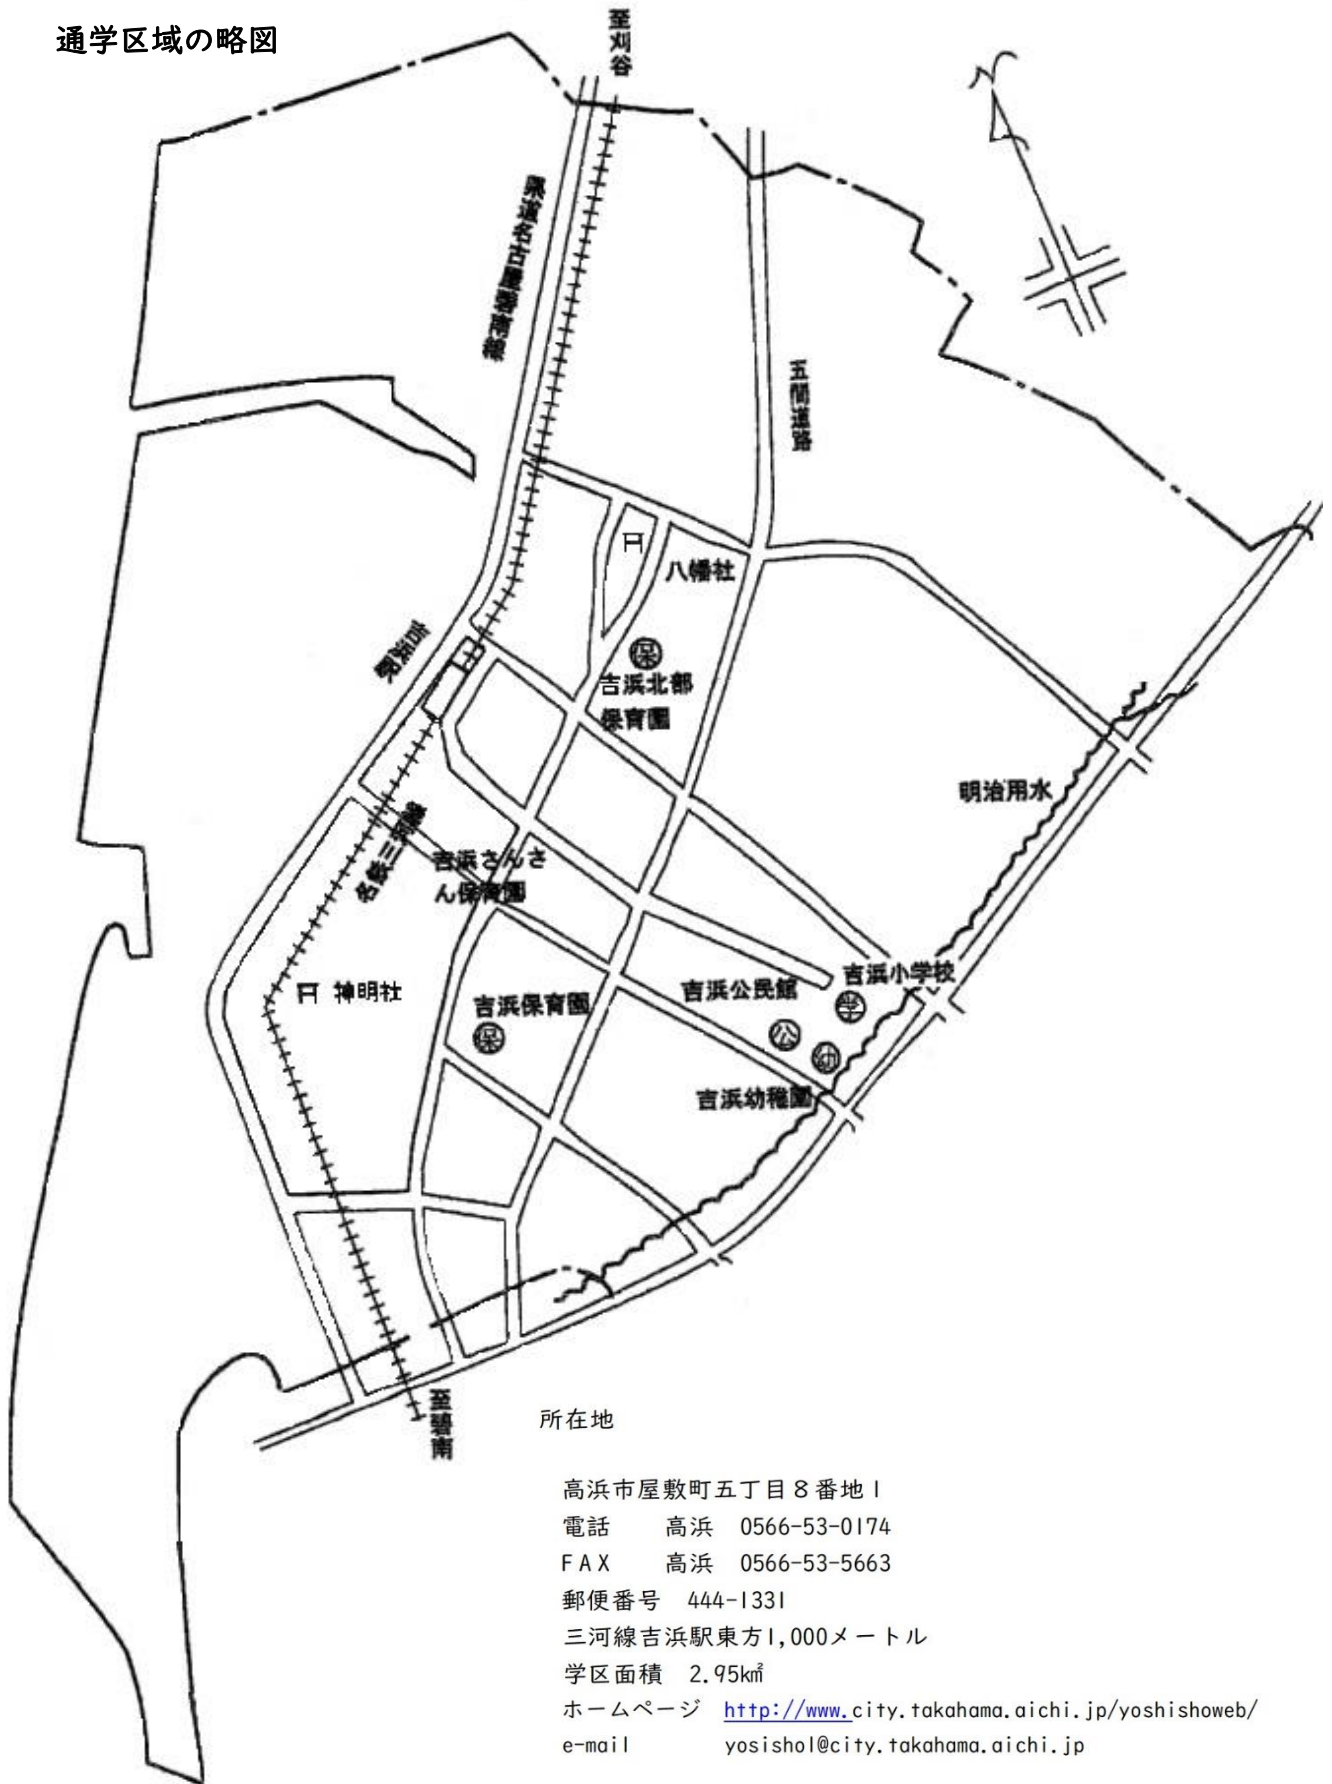 通学区域の略図
至刈谷
県道名古屋碧南線
五間道路
八幡社
保
吉浜北部
保育園
吉浜駅
明治用水
名鉄三河線
吉浜さんさ
ん保育園
吉浜小学校
学
吉浜公民館
公
幼
吉浜幼稚園
神明社
吉浜保育園
保
至碧南
所在地
高浜市屋敷町五丁目8番地1
電話 高浜 0566-53-0174
FAX 高浜 0566-53-5663
郵便番号 444-1331
三河線吉浜駅東方1,000メートル
学区面積 2.95㎢
ホームページ http://www.city.takahama.aichi.jp/yoshishoweb/
e-mail yosisho1@city.takahama.aichi.jp